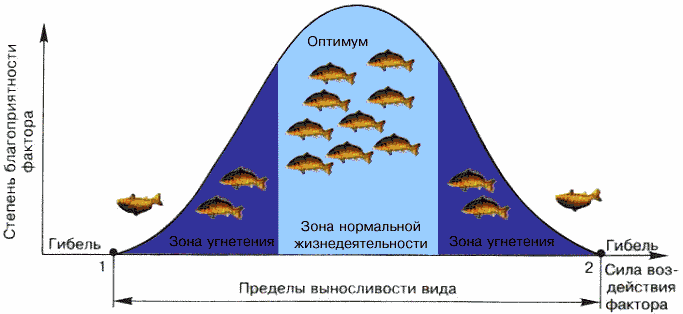 Степень благоприятности
фактора
Оптимум
Гибель
Зона угнетения
Зона нормальной
жизнедеятельности
Зона угнетения
Гибель
1
2
Сила воз-
действия
фактора
Пределы выносливости вида